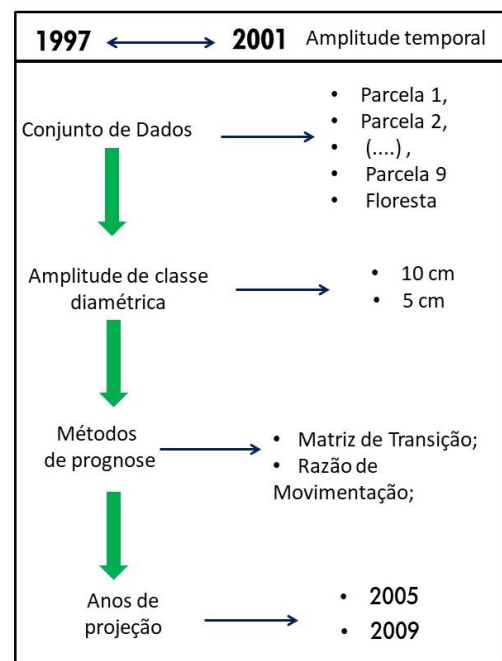 1997 2001 Amplitude temporal
Conjunto de Dados
• Parcela 1,
• Parcela 2,
• (....) ,
• Parcela 9
• Floresta
Amplitude de classe
diamétrica
• 10 cm
• 5 cm
Métodos
de prognose
• Matriz de Transição;
• Razão de
Movimentação;
Anos de
projeção
• 2005
• 2009